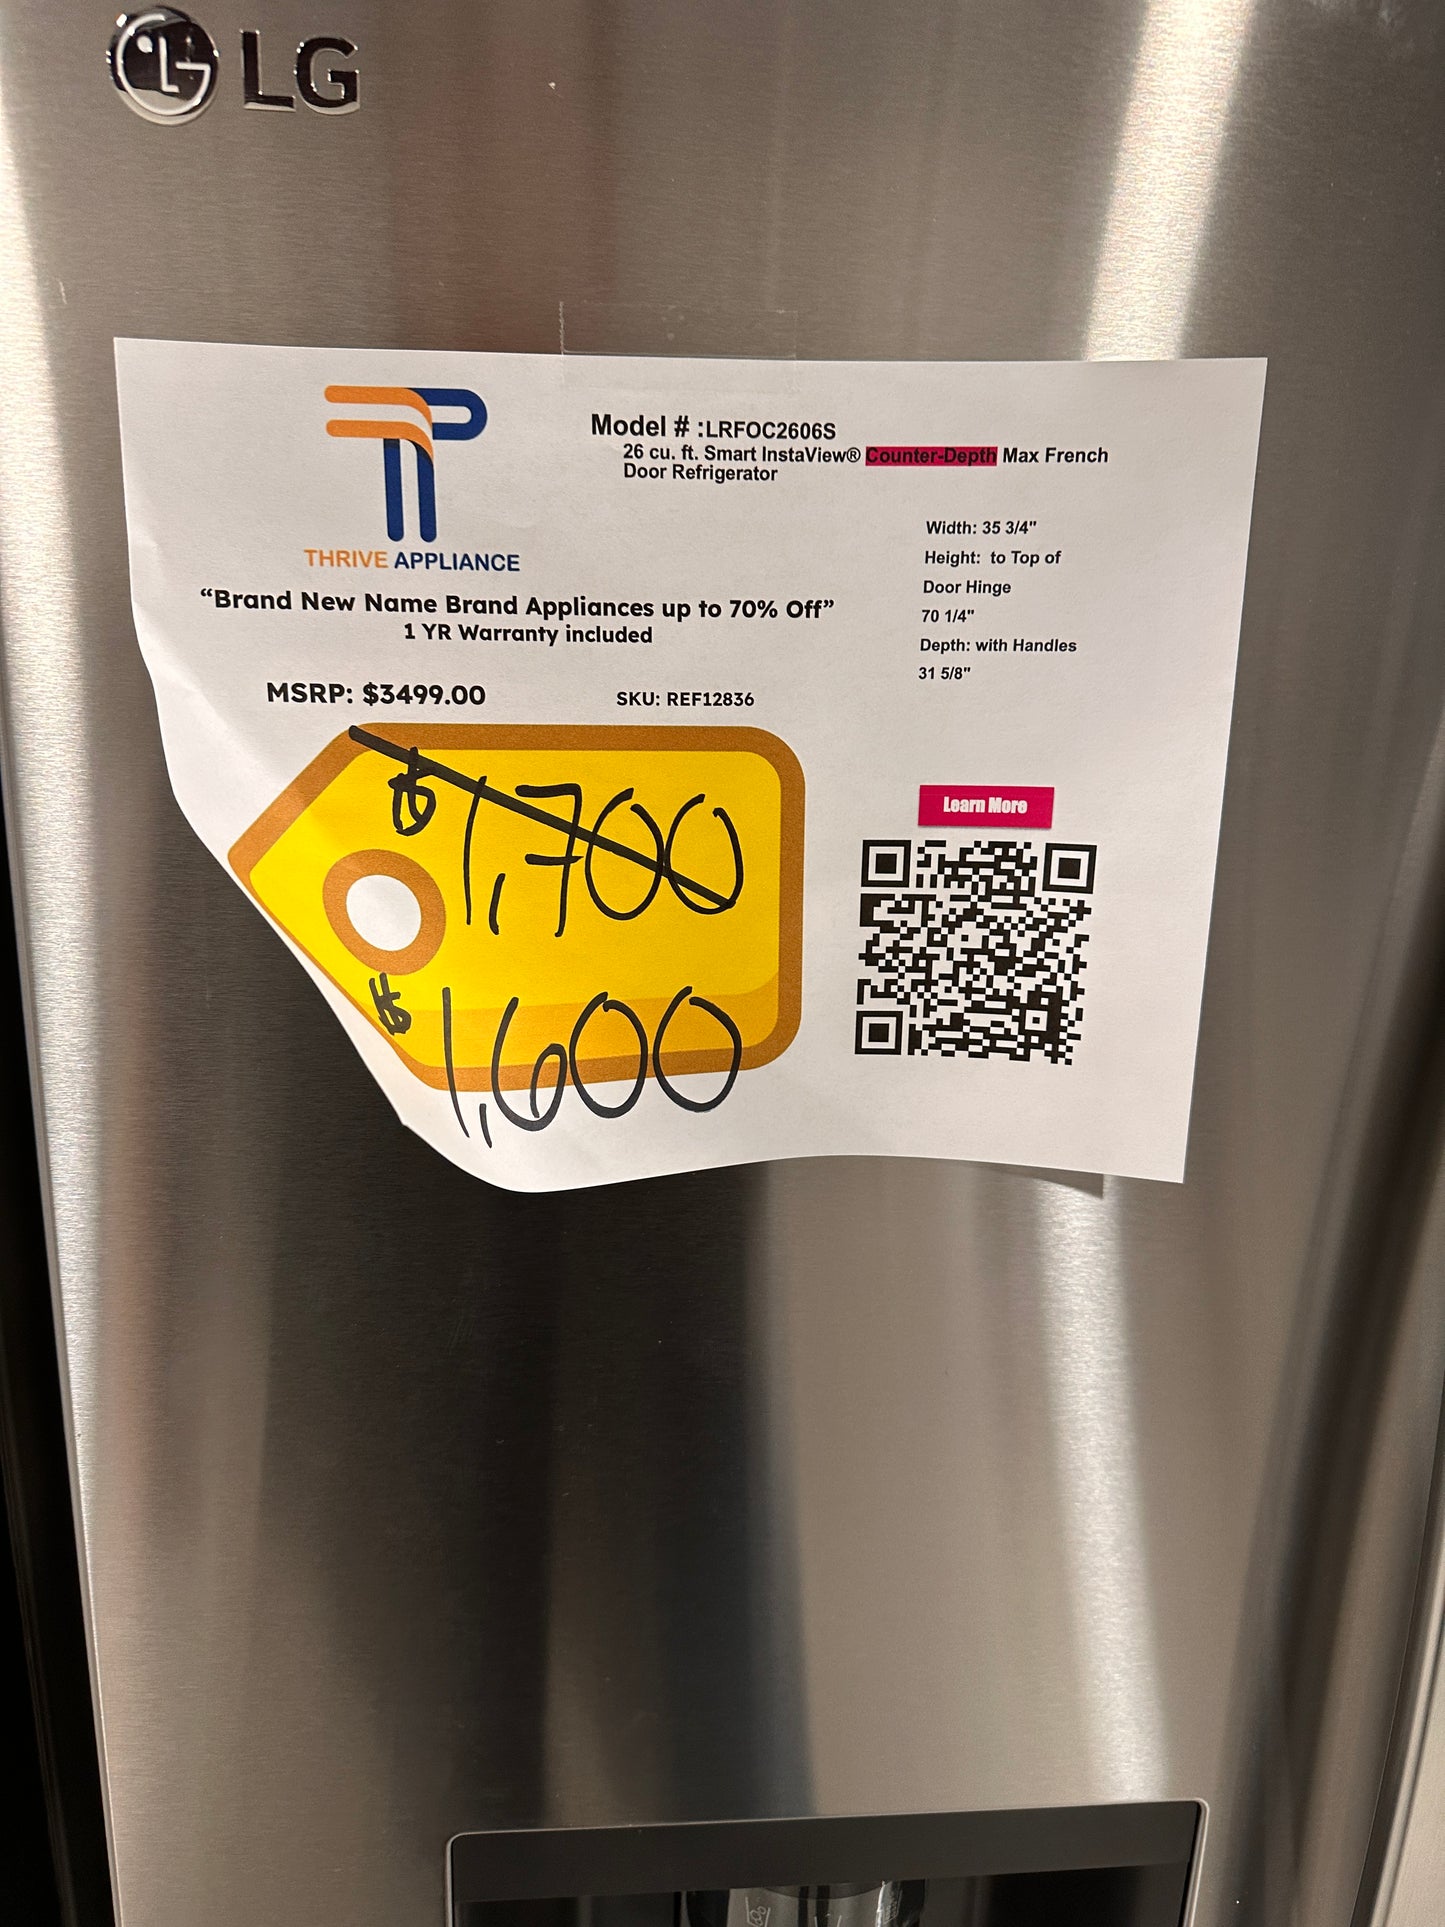 LG
Model # :LRFOC2606S
26 cu. ft. Smart InstaView® Counter-Depth Max French
Door Refrigerator
THRIVE APPLIANCE
“Brand New Name Brand Appliances up to 70% Off”
1 YR Warranty included
Width: 35 3/4"
Height: to Top of
Door Hinge
70 1/4"
Depth: with Handles
31 5/8"
MSRP: $3499.00
SKU: REF12836
$1,700
$1,600
Learn More